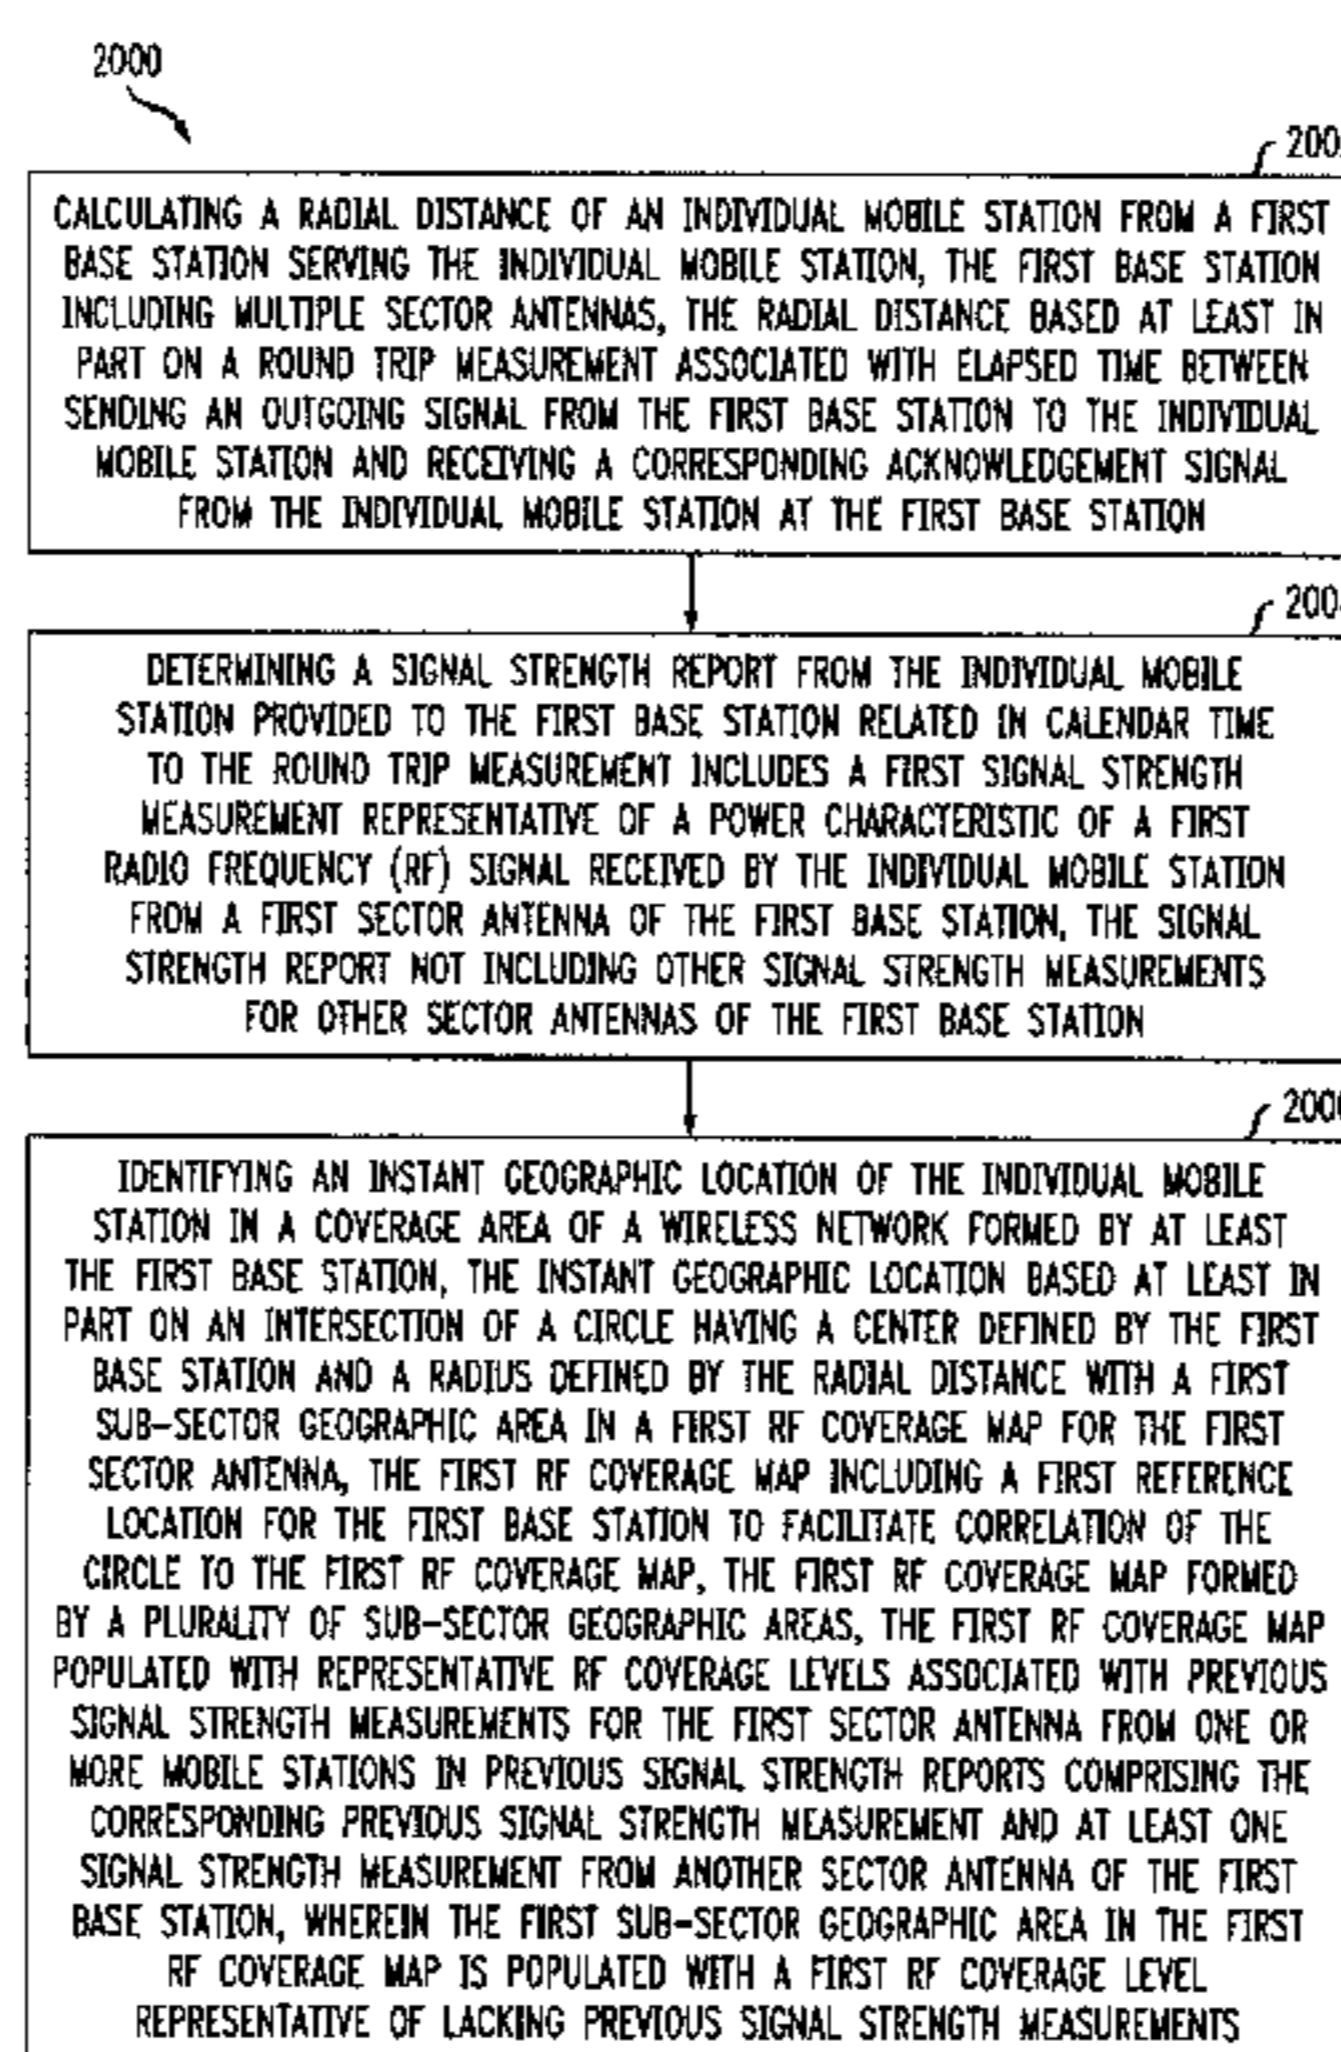 2000
200
CALCULATING A RADIAL DISTANCE OF AN INDIVIDUAL MOBILE STATION FROM A FIRST
BASE STATION SERVING THE INDIVIDUAL MOBILE STATION, THE FIRST BASE STATION
INCLUDING MULTIPLE SECTOR ANTENNAS, THE RADIAL DISTANCE BASED AT LEAST IN
PART ON A ROUND TRIP MEASUREMENT ASSOCIATED WITH ELAPSED TIME BETWEEN
SENDING AN OUTGOING SIGNAL FROM THE FIRST BASE STATION TO THE INDIVIDUAL
MOBILE STATION AND RECEIVING A CORRESPONDING ACKNOWLEDGEMENT SIGNAL
FROM THE INDIVIDUAL MOBILE STATION AT THE FIRST BASE STATION
200
DETERMINING A SIGNAL STRENGTH REPORT FROM THE INDIVIDUAL MOBILE
STATION PROVIDED TO THE FIRST BASE STATION RELATED IN CALENDAR TIME
TO THE ROUND TRIP MEASUREMENT INCLUDES A FIRST SIGNAL STRENGTH
MEASUREMENT REPRESENTATIVE OF A POWER CHARACTERISTIC OF A FIRST
RADIO FREQUENCY (RF) SIGNAL RECEIVED BY THE INDIVIDUAL MOBILE STATION
FROM A FIRST SECTOR ANTENNA OF THE FIRST BASE STATION, THE SIGNAL
STRENGTH REPORT NOT INCLUDING OTHER SIGNAL STRENGTH MEASUREMENTS
FOR OTHER SECTOR ANTENNAS OF THE FIRST BASE STATION
2006
IDENTIFYING AN INSTANT GEOGRAPHIC LOCATION OF THE INDIVIDUAL MOBILE
STATION IN A COVERAGE AREA OF A WIRELESS NETWORK FORMED BY AT LEAST
THE FIRST BASE STATION, THE INSTANT GEOGRAPHIC LOCATION BASED AT LEAST IN
PART ON AN INTERSECTION OF A CIRCLE HAVING A CENTER DEFINED BY THE FIRST
BASE STATION AND A RADIUS DEFINED BY THE RADIAL DISTANCE WITH A FIRST
SUB-SECTOR GEOGRAPHIC AREA IN A FIRST RF COVERAGE MAP FOR THE FIRST
SECTOR ANTENNA, THE FIRST RF COVERAGE MAP INCLUDING A FIRST REFERENCE
LOCATION FOR THE FIRST BASE STATION TO FACILITATE CORRELATION OF THE
CIRCLE TO THE FIRST RF COVERAGE MAP, THE FIRST RF COVERAGE MAP FORMED
BY A PLURALITY OF SUB-SECTOR GEOGRAPHIC AREAS, THE FIRST RF COVERAGE MAP
POPULATED WITH REPRESENTATIVE RF COVERAGE LEVELS ASSOCIATED WITH PREVIOUS
SIGNAL STRENGTH MEASUREMENTS FOR THE FIRST SECTOR ANTENNA FROM ONE OR
MORE MOBILE STATIONS IN PREVIOUS SIGNAL STRENGTH REPORTS COMPRISING THE
CORRESPONDING PREVIOUS SIGNAL STRENGTH MEASUREMENT AND AT LEAST ONE
SIGNAL STRENGTH MEASUREMENT FROM ANOTHER SECTOR ANTENNA OF THE FIRST
BASE STATION, WHEREIN THE FIRST SUB-SECTOR GEOGRAPHIC AREA IN THE FIRST
RF COVERAGE MAP IS POPULATED WITH A FIRST RF COVERAGE LEVEL
REPRESENTATIVE OF LACKING PREVIOUS SIGNAL STRENGTH MEASUREMENTS